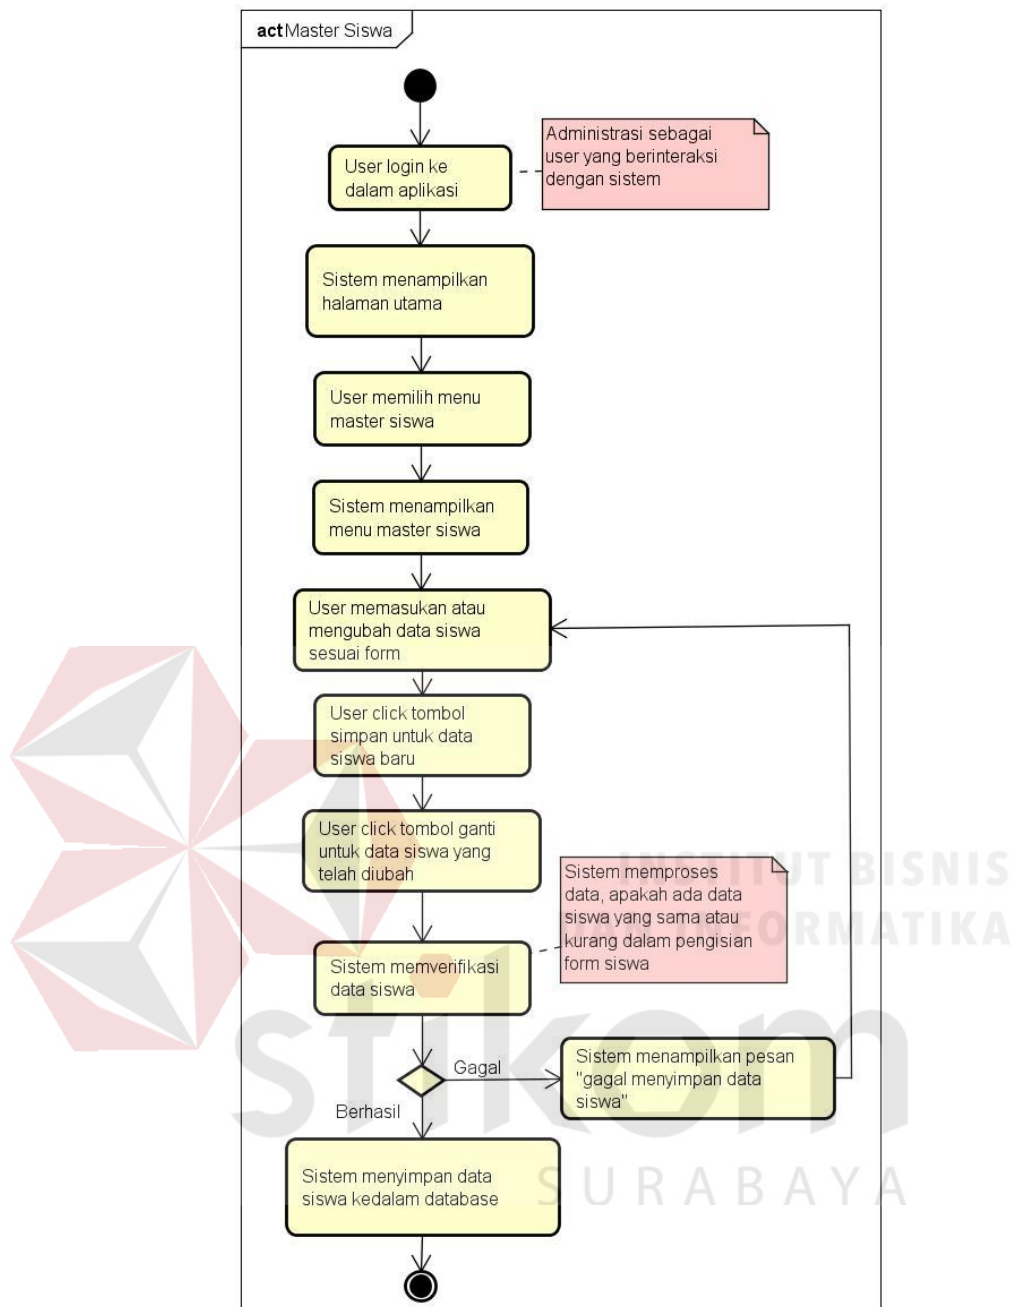 act Master Siswa
User login ke
dalam aplikasi
Administrasi sebagai
user yang berinteraksi
dengan sistem
Sistem menampilkan
halaman utama
User memilih menu
master siswa
Sistem menampilkan
menu master siswa
User memasukan atau
mengubah data siswa
sesuai form
User click tombol
simpan untuk data
siswa baru
User click tombol ganti
untuk data siswa yang
telah diubah
Sistem memproses
data, apakah ada data
siswa yang sama atau
kurang dalam pengisian
form siswa
Sistem memverifikasi
data siswa
Gagal
Sistem menampilkan pesan
"gagal menyimpan data
siswa"
Berhasil
Sistem menyimpan data
siswa kedalam database
INSTITUT BISNIS
DAN INFORMATIKA
stikom
SURABAYA